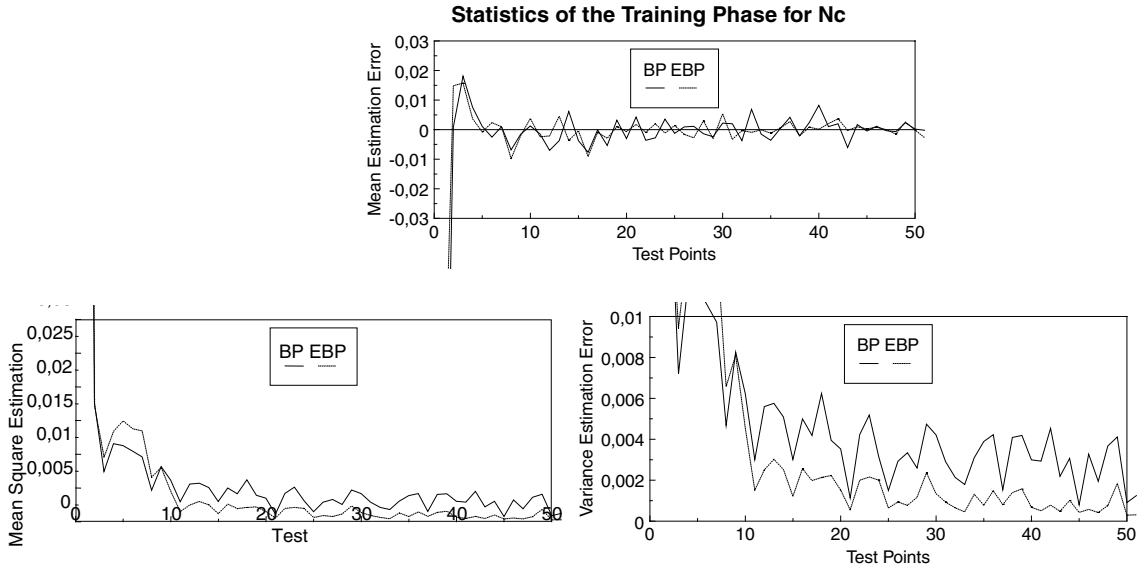 Statistics of the Training Phase for Nc
Mean Estimation Error
0,03
0,02
0,01
0
-0,01
-0,02
-0,03
BP EBP
0 10 20 30 40 50
Test Points
Mean Square Estimation
0,025
0,02
0,015
0,01
0,005
0
BP EBP
0 10 20 30 40 50
Test
Variance Estimation Error
0,01
0,008
0,006
0,004
0,002
0
BP EBP
0 10 20 30 40 50
Test Points